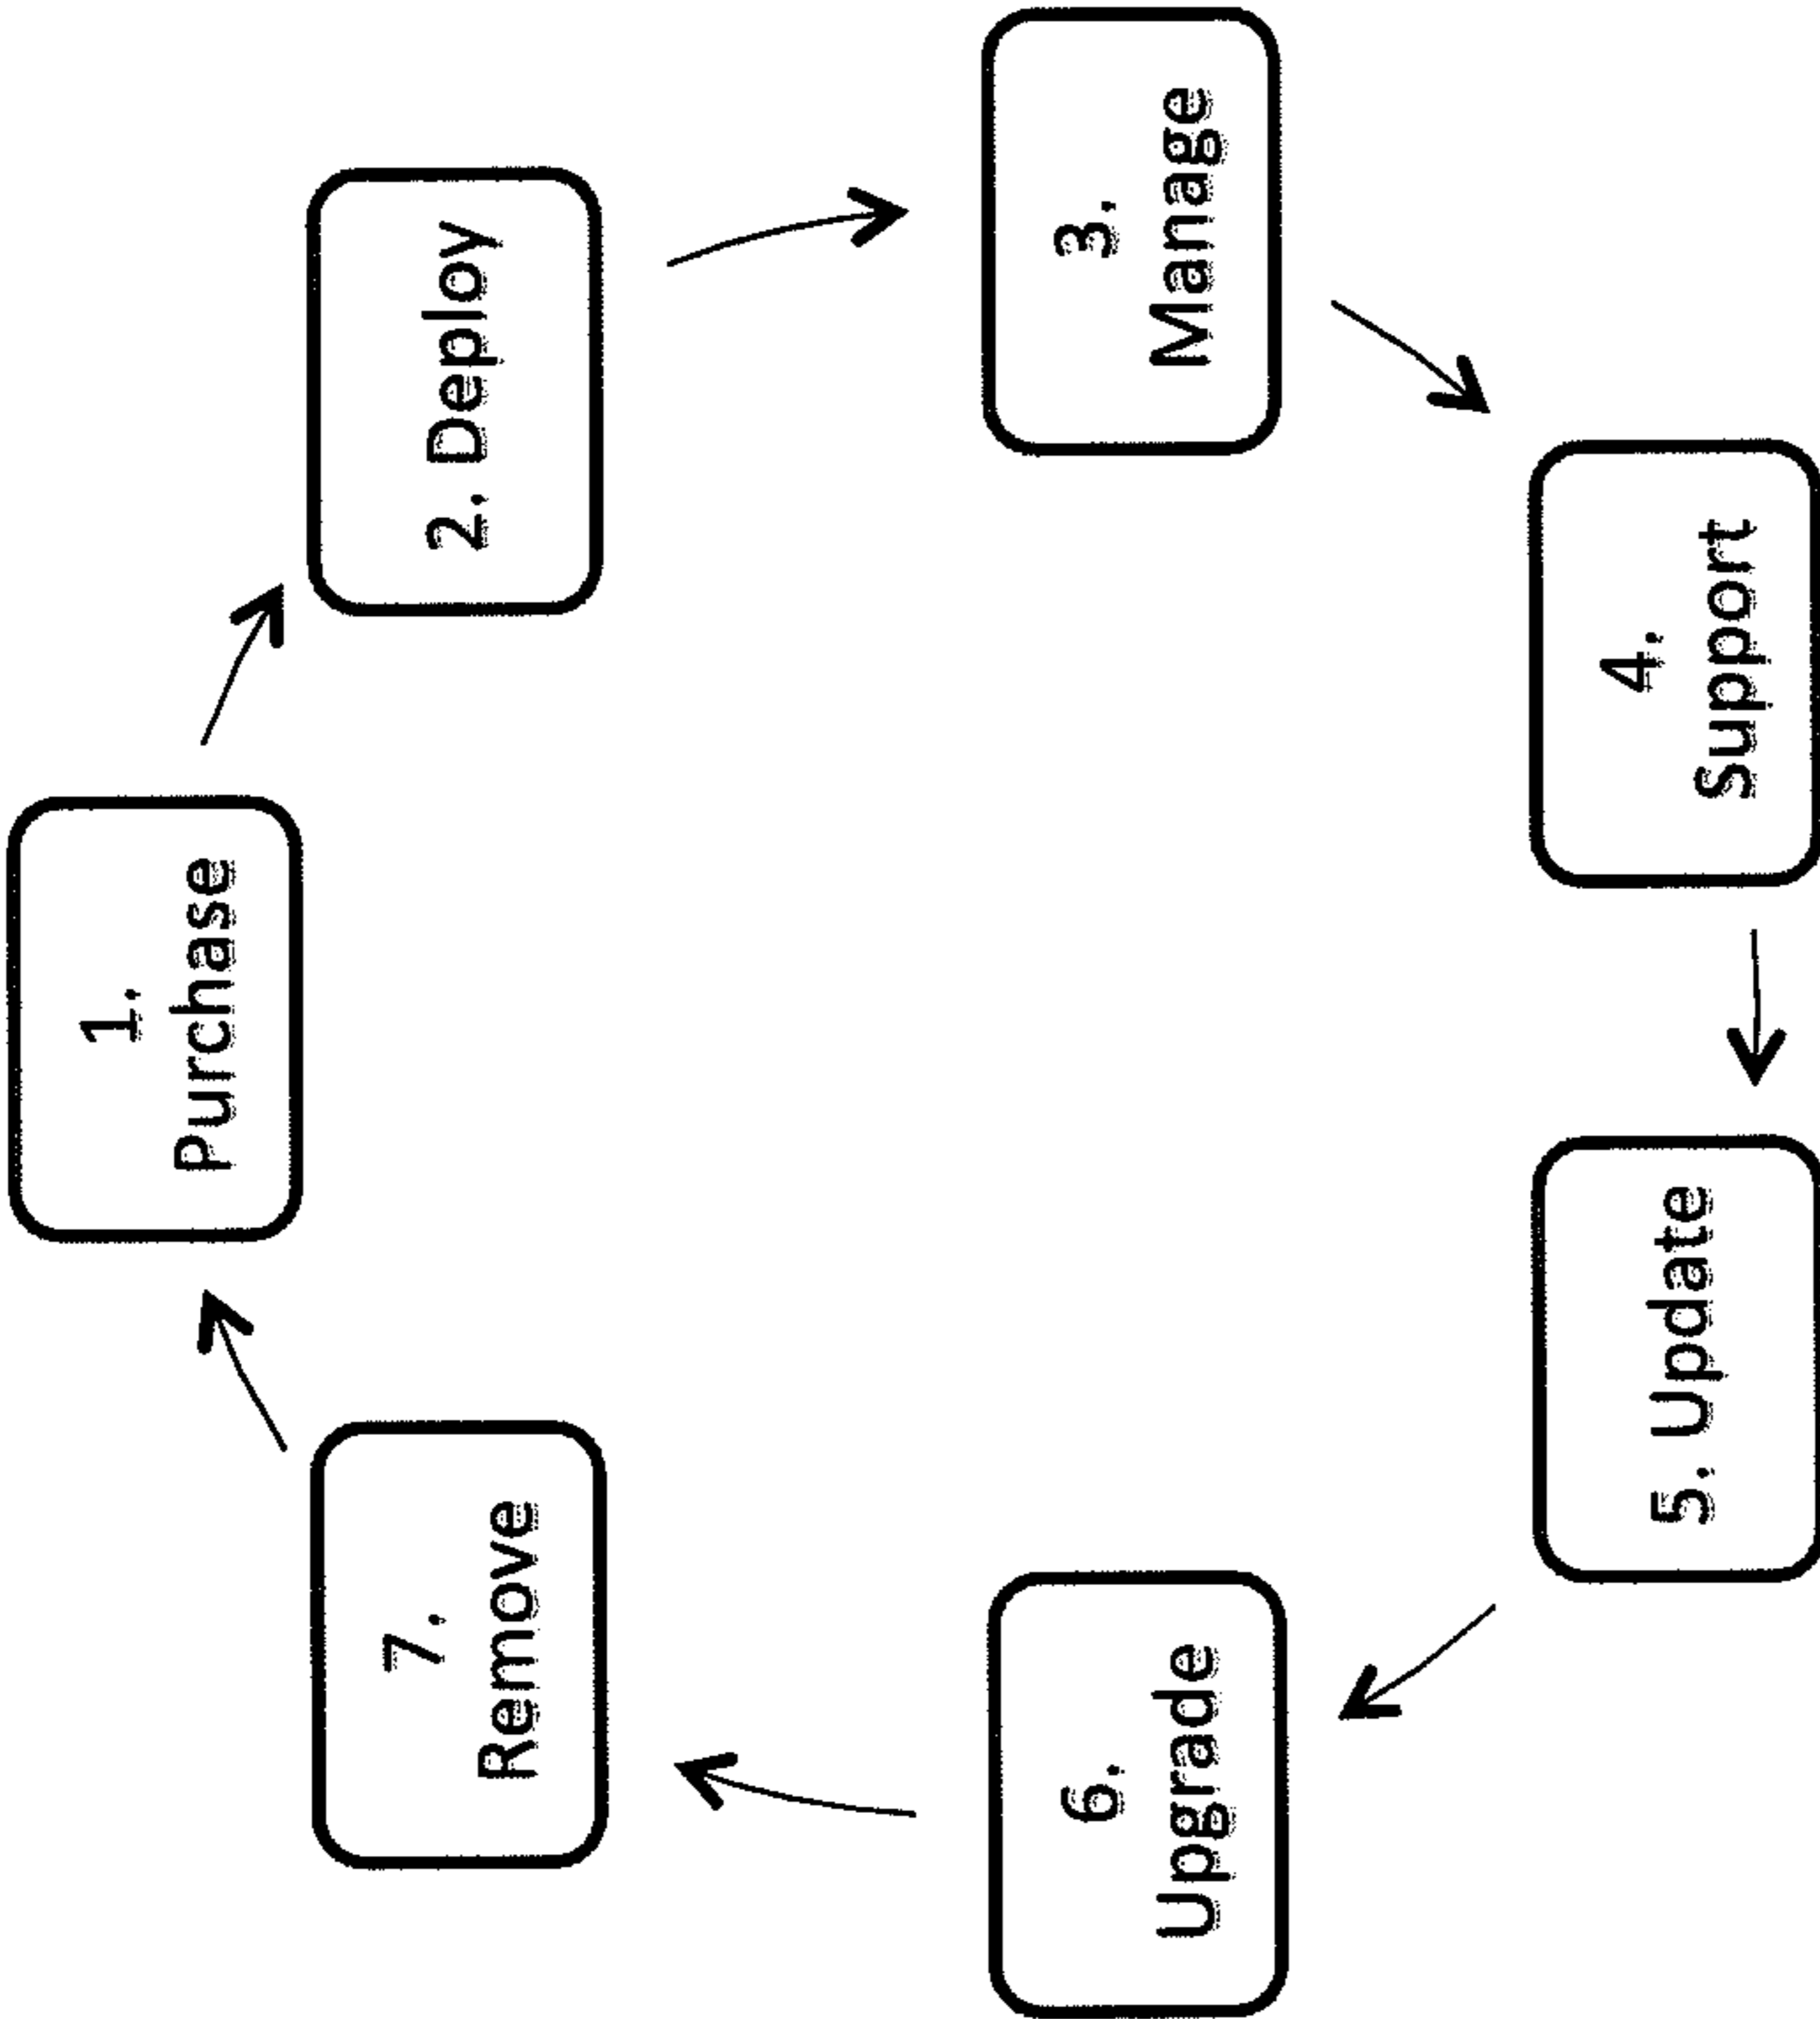 1.
Purchase
2. Deploy
3.
Manage
4.
Support
5. Update
6.
Upgrade
7.
Remove